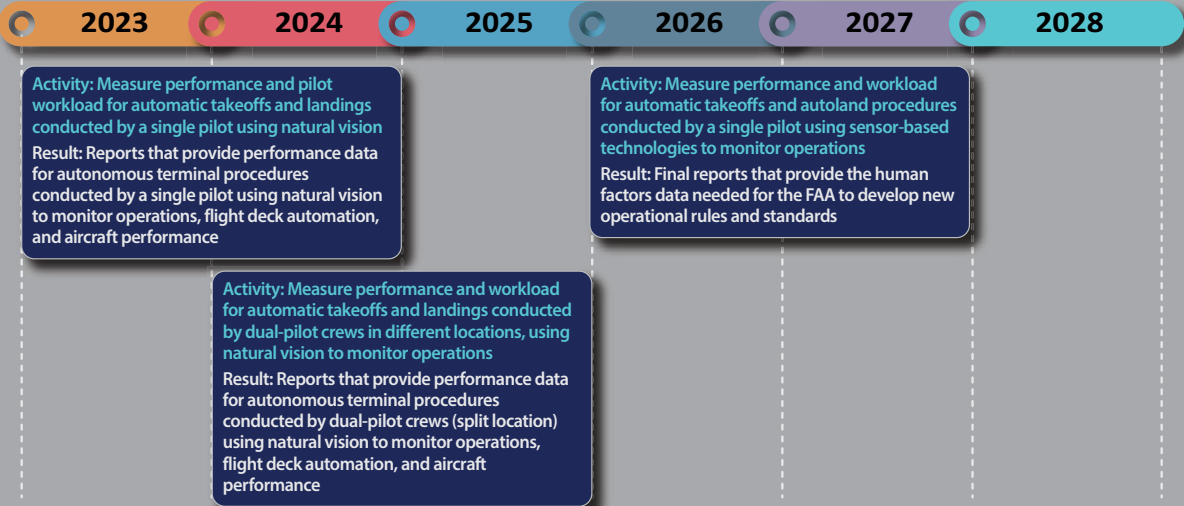 2023 2024 2025 2026 2027 2028
Activity: Measure performance and pilot
workload for automatic takeoffs and landings
conducted by a single pilot using natural vision
Result: Reports that provide performance data
for autonomous terminal procedures
conducted by a single pilot using natural vision
to monitor operations, flight deck automation,
and aircraft performance
Activity: Measure performance and workload
for automatic takeoffs and landings conducted
by dual-pilot crews in different locations, using
natural vision to monitor operations
Result: Reports that provide performance data
for autonomous terminal procedures
conducted by dual-pilot crews (split location)
using natural vision to monitor operations,
flight deck automation, and aircraft
performance
Activity: Measure performance and workload
for automatic takeoffs and autoland procedures
conducted by a single pilot using sensor-based
technologies to monitor operations
Result: Final reports that provide the human
factors data needed for the FAA to develop new
operational rules and standards